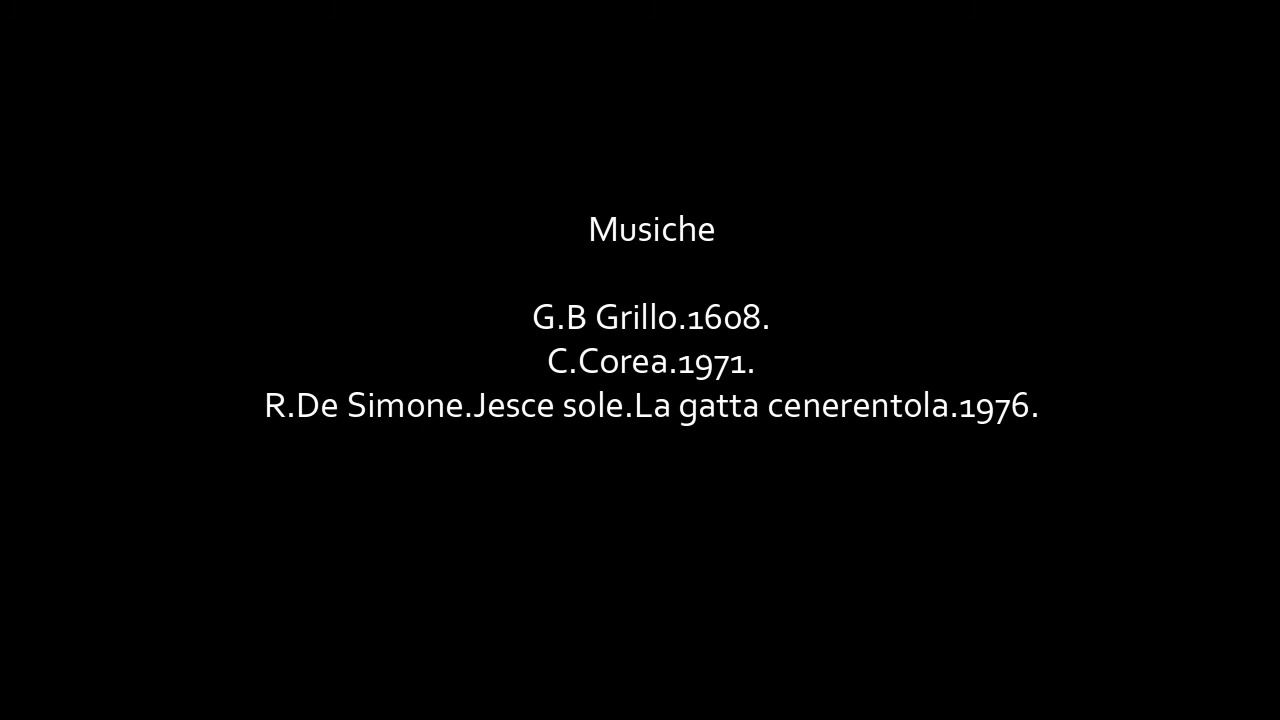 Musiche
G.B Grillo.1608.
C.Corea.1971.
R.De Simone.Jesce sole.La gatta cenerentola.1976.